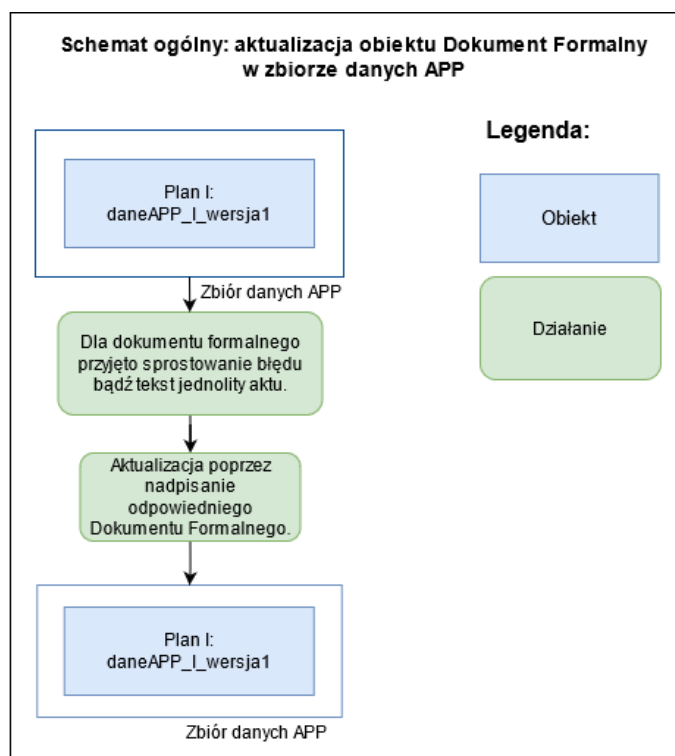 Schemat ogólny: aktualizacja obiektu Dokument Formalny
w zbiorze danych APP
Legenda:
Plan I:
daneAPP_I_wersja1
Obiekt
Zbiór danych APP
Dla dokumentu formalnego
przyjęto sprostowanie błędu
bądź tekst jednolity aktu.
Działanie
Aktualizacja poprzez
nadpisanie
odpowiedniego
Dokumentu Formalnego.
Plan I:
daneAPP_I_wersja1
Zbiór danych APP